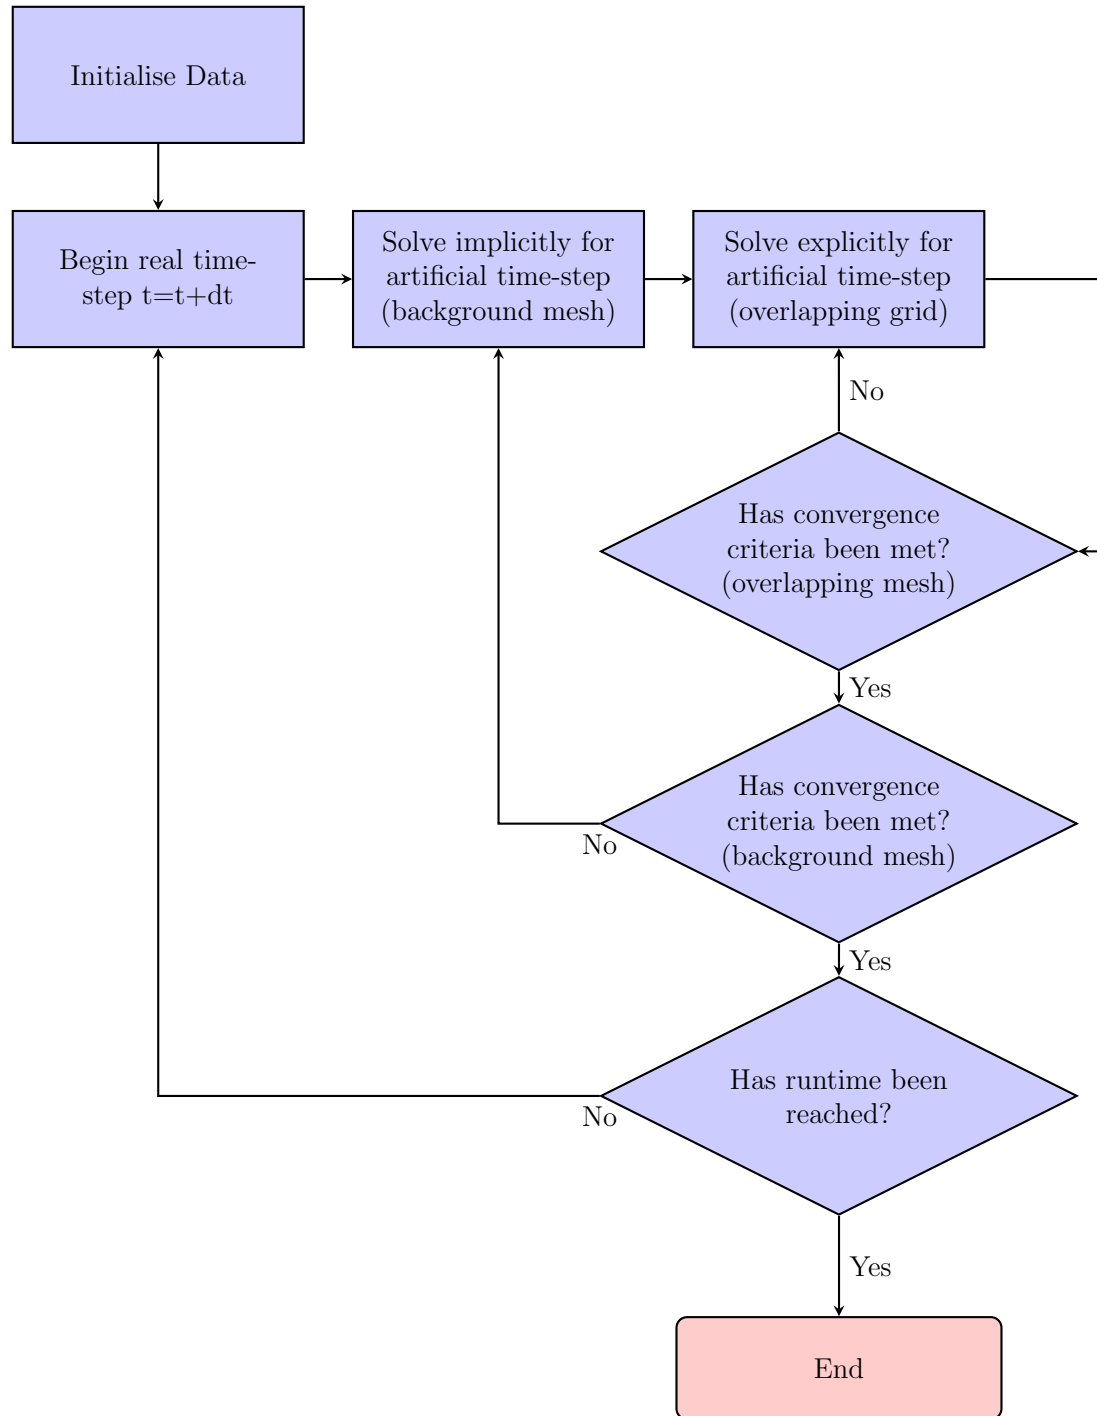 Initialise Data
Begin real time-
step t=t+dt
Solve implicitly for
artificial time-step
(background mesh)
Solve explicitly for
artificial time-step
(overlapping grid)
No
Has convergence
criteria been met?
(overlapping mesh)
Yes
Has convergence
criteria been met?
(background mesh)
No
Yes
Has runtime been
reached?
No
Yes
End